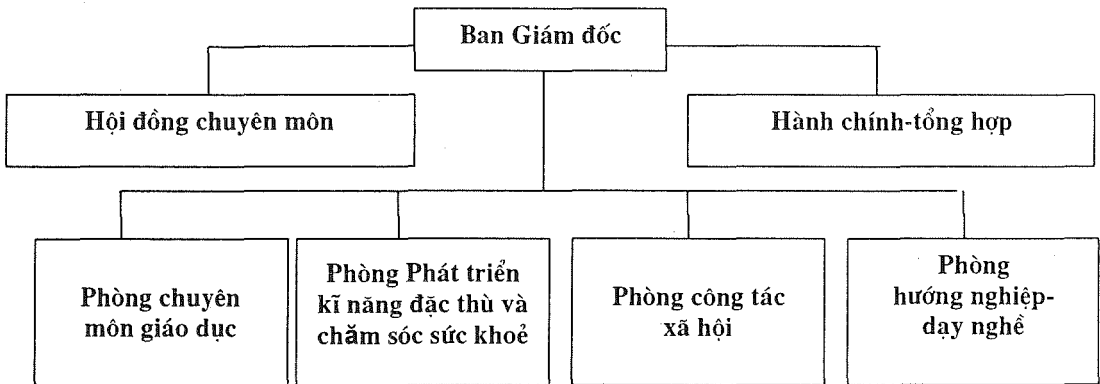 Ban Giám đốc
Hội đồng chuyên môn
Hành chính-tổng hợp
Phòng chuyên
môn giáo dục
Phòng Phát triển
kĩ năng đặc thù và
chăm sóc sức khoẻ
Phòng công tác
xã hội
Phòng
hướng nghiệp-
dạy nghề